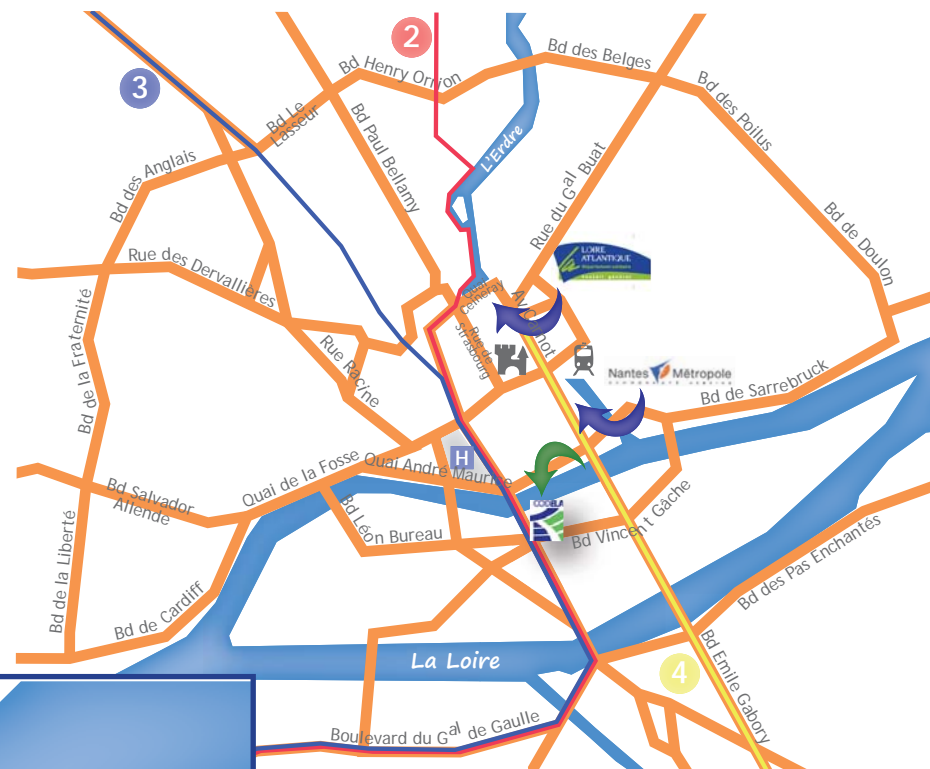 2
3
4
Bd Henry Orrion
Bd des Belges
Bd des Poilus
Bd Le
Lasseur
Bd Paul Bellamy
L'Erdre
Bd des Anglais
Rue du Gal Buat
Bd de Doulon
Rue des Dervallières
LOIRE
ATLANTIQUE
Quai
Ceineray
Av Carnot
Rue de
Strasbourg
Bd de la Fraternité
Rue Racine
Nantes Métropole
Bd de Sarrebruck
H
Quai de la Fosse
Quai André Maurice
Bd Salvador
Allende
Bd Léon Bureau
CODELA
Bd Vincent Gâche
Bd des Pas Enchantés
Bd de la Liberté
Bd de Cardiff
La Loire
Bd Emile Gabory
Boulevard du Gal de Gaulle